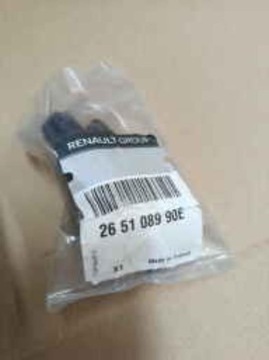 RENAULT GROUP
26 51 089 90E
X1
Made in